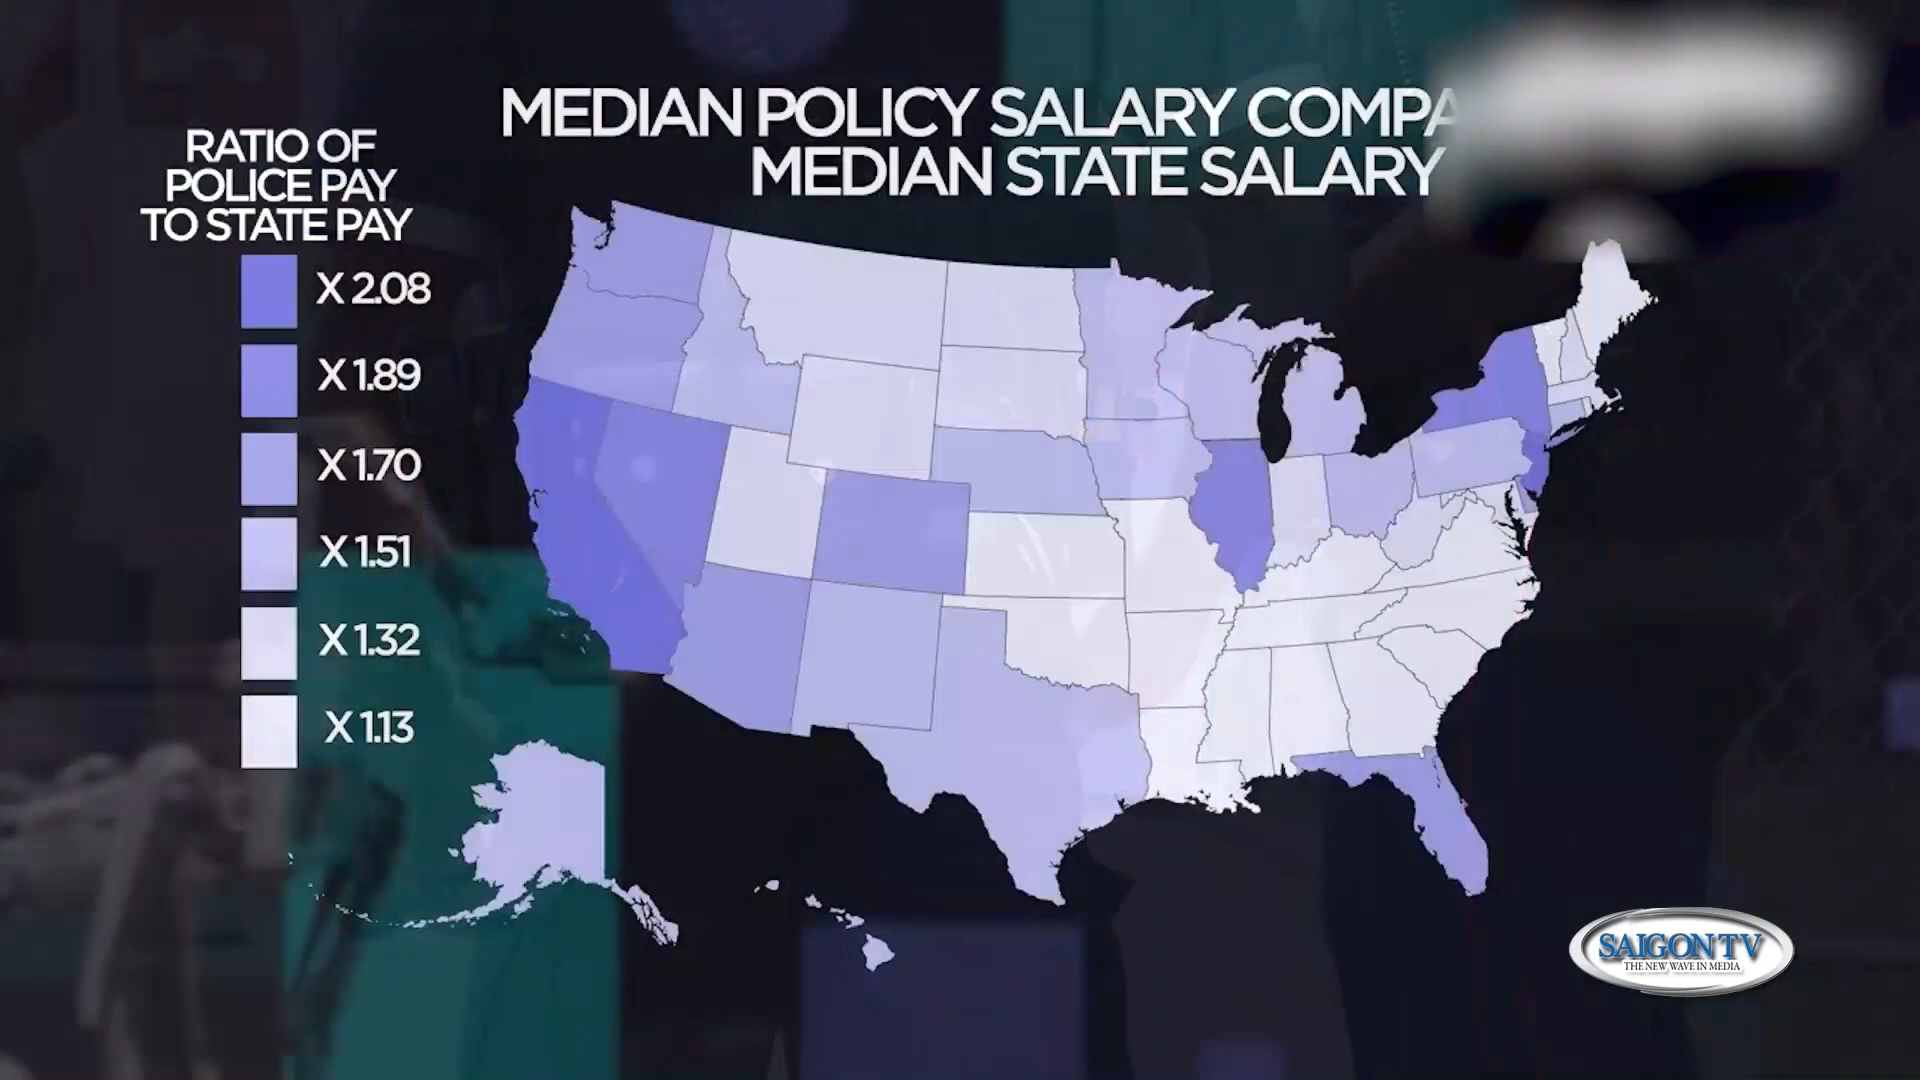 MEDIAN POLICY SALARY COMPA
MEDIAN STATE SALARY
RATIO OF
POLICE PAY
TO STATE PAY
X 2.08
X 1.89
X 1.70
X 1.51
X 1.32
X 1.13
SAIGON TV
THE NEW WAVE IN MEDIA